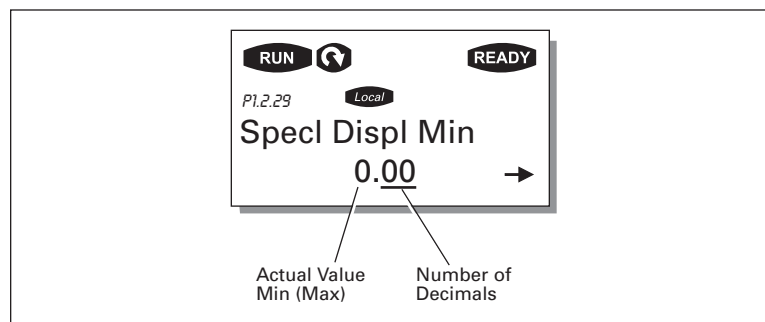 RUN READY
P1.2.29 Local
Specl Displ Min
0.00
Actual Value Number of
Min (Max) Decimals